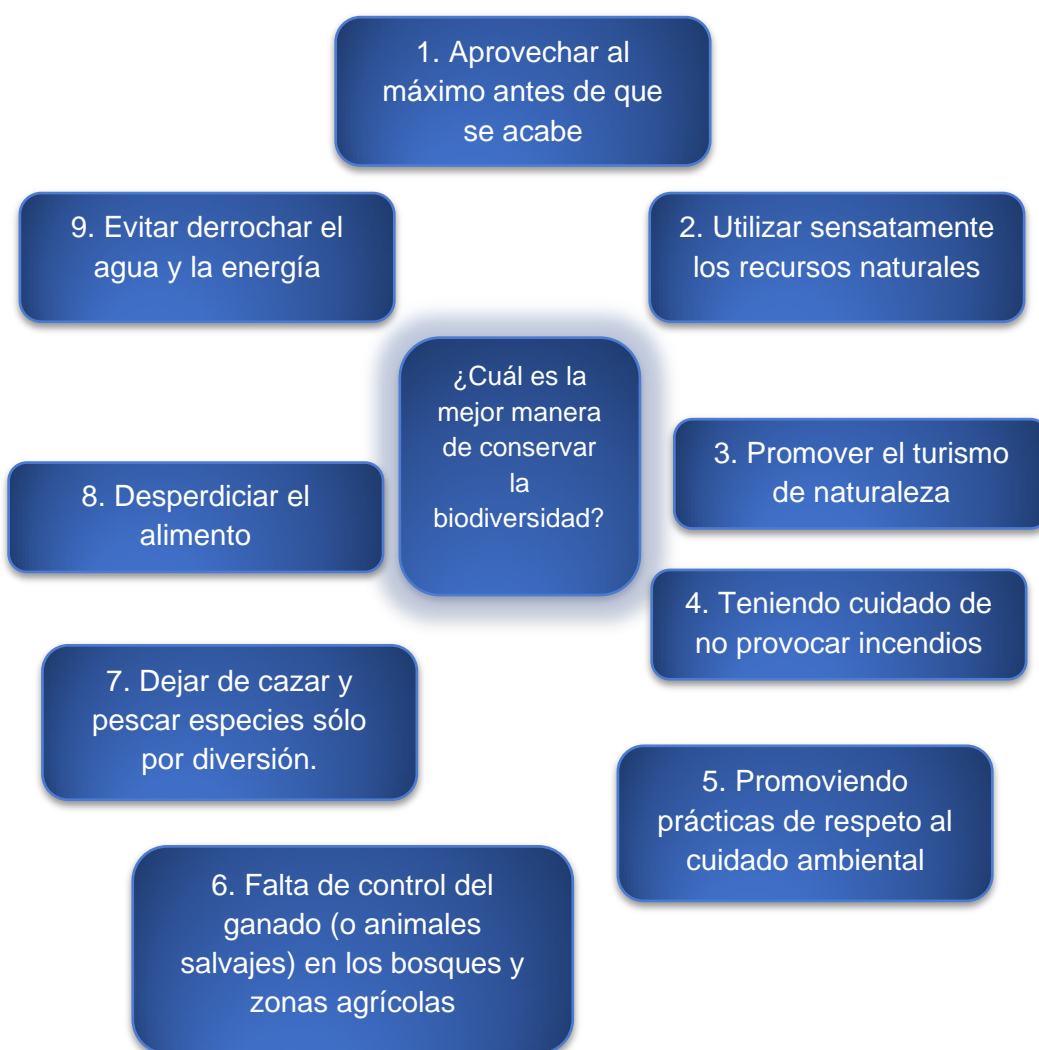 1. Aprovechar al
máximo antes de que
se acabe
9. Evitar derrochar el
agua y la energía
2. Utilizar sensatamente
los recursos naturales
¿Cuál es la
mejor manera
de conservar
la
biodiversidad?
3. Promover el turismo
de naturaleza
8. Desperdiciar el
alimento
4. Teniendo cuidado de
no provocar incendios
7. Dejar de cazar y
pescar especies sólo
por diversión.
5. Promoviendo
prácticas de respeto al
cuidado ambiental
6. Falta de control del
ganado (o animales
salvajes) en los bosques y
zonas agrícolas